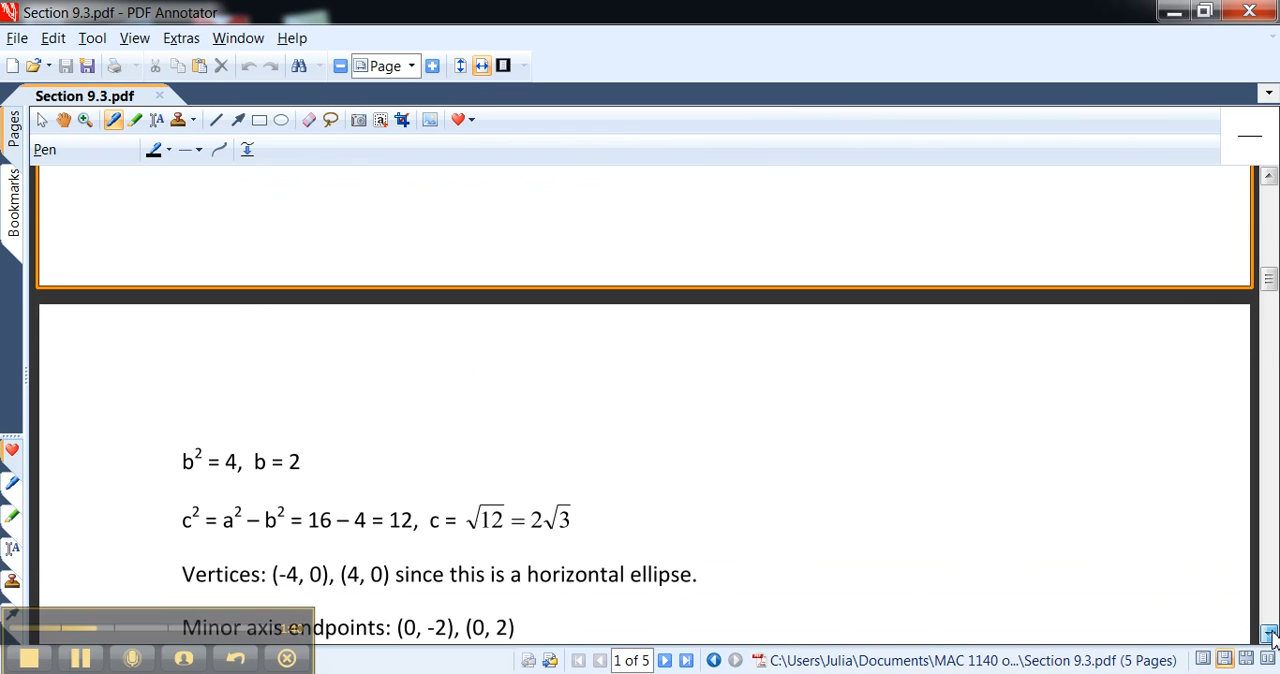 Section 9.3.pdf - PDF Annotator
File Edit Tool View Extras Window Help
Page
Section 9.3.pdf
Pages
Bookmarks
Pen
b² = 4, b = 2
c² = a² – b² = 16 – 4 = 12, c = √12 = 2√3
Vertices: (-4, 0), (4, 0) since this is a horizontal ellipse.
Minor axis endpoints: (0, -2), (0, 2)
1 of 5
C:\Users\Julia\Documents\MAC 1140 o...\Section 9.3.pdf (5 Pages)